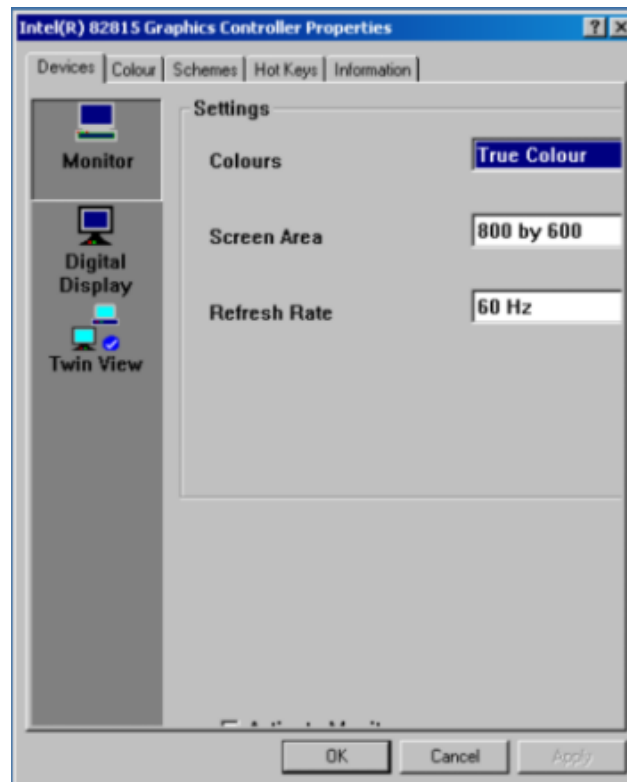 Intel(R) 82815 Graphics Controller Properties
Devices Colour Schemes Hot Keys Information
Monitor
Digital
Display
Twin View
Settings
Colours True Colour
Screen Area 800 by 600
Refresh Rate 60 Hz
OK Cancel Apply